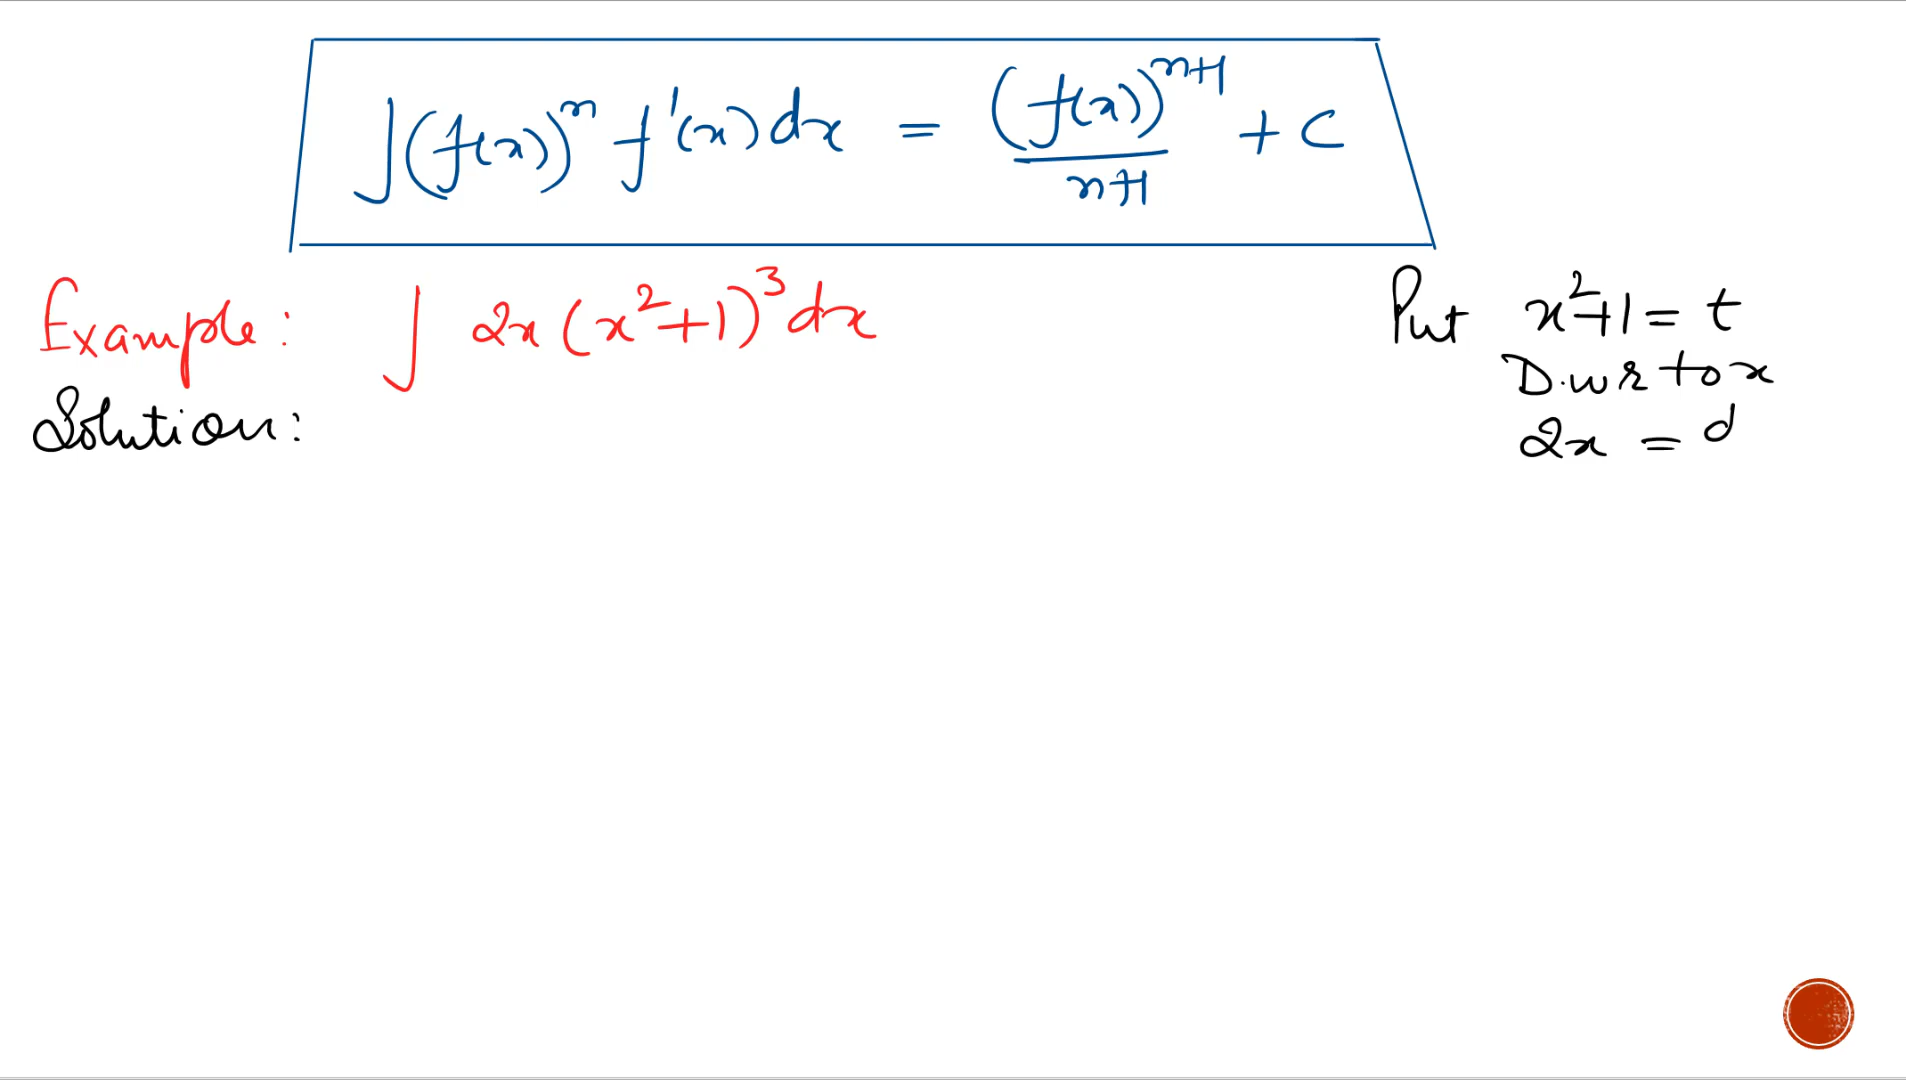 ∫(f(x))ⁿ f'(x) dx = (f(x))ⁿ⁺¹/n+1 + c
Example: ∫ 2x (x²+1)³ dx
Put x²+1 = t
D.w r to x
Solution:
2x = d